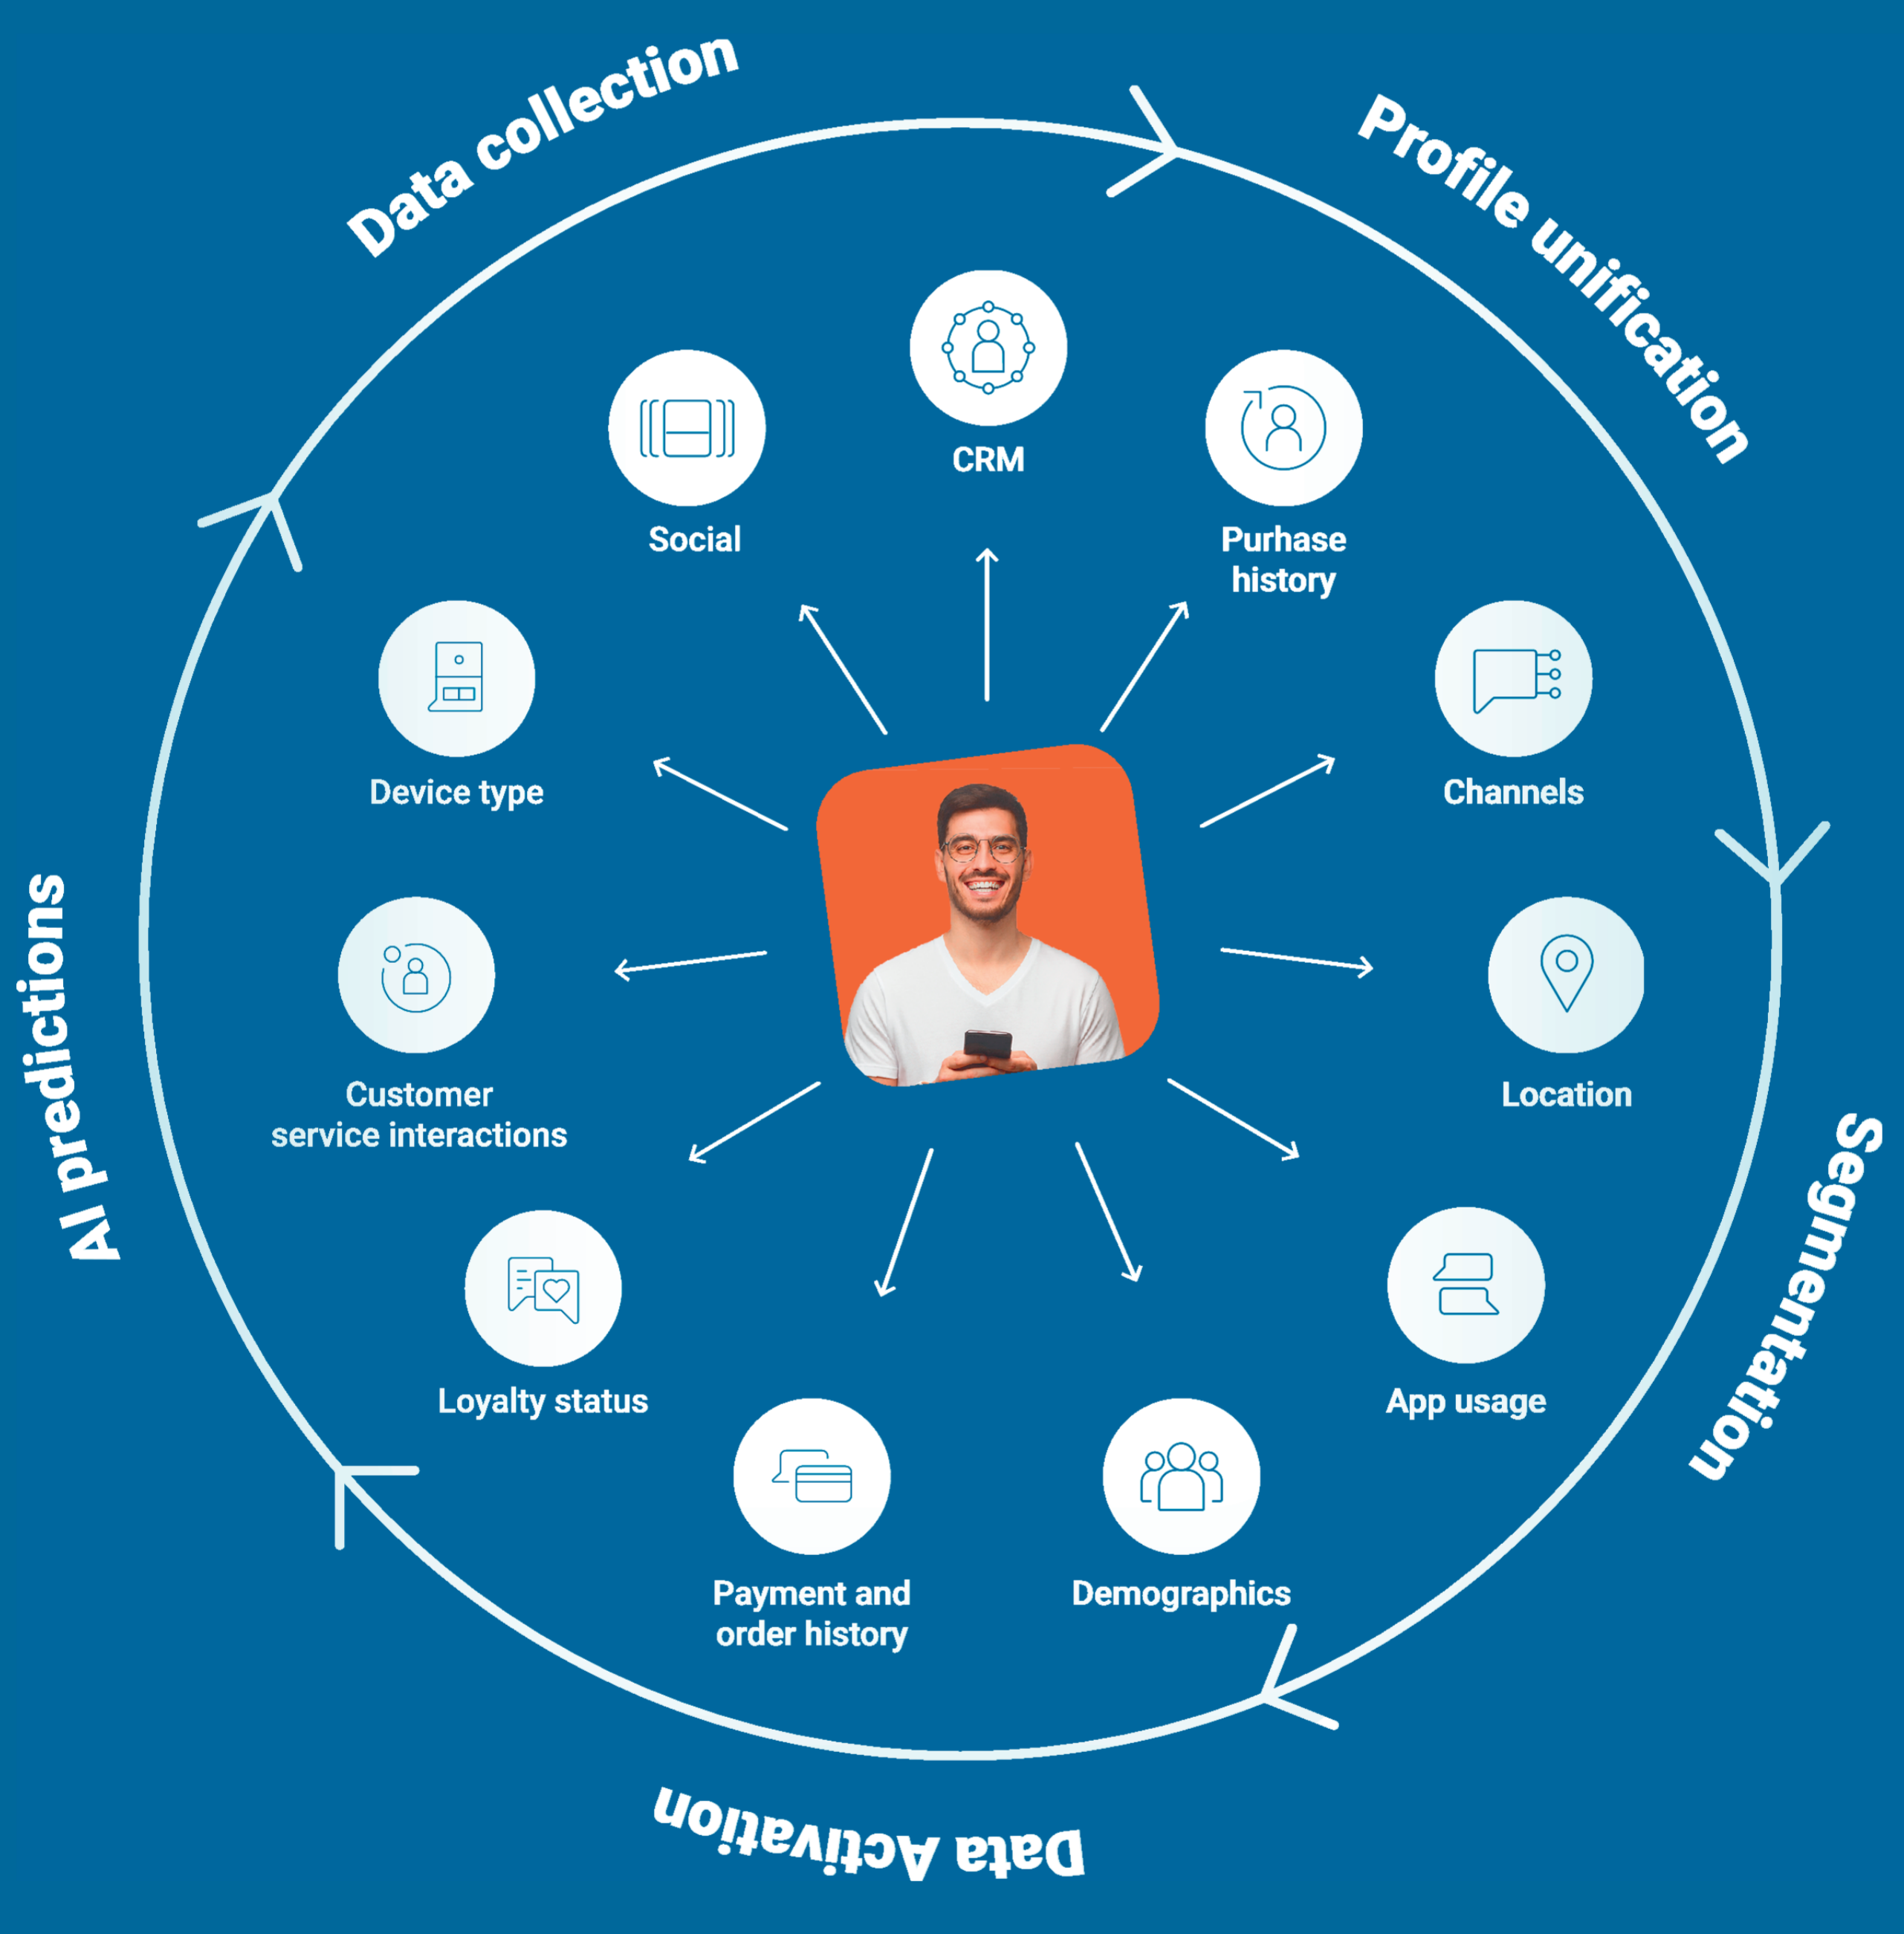 Data collection
Profile unification
Segmentation
Data Activation
AI predictions
CRM
Purhase
history
Channels
Location
App usage
Demographics
Payment and
order history
Loyalty status
Customer
service interactions
Device type
Social